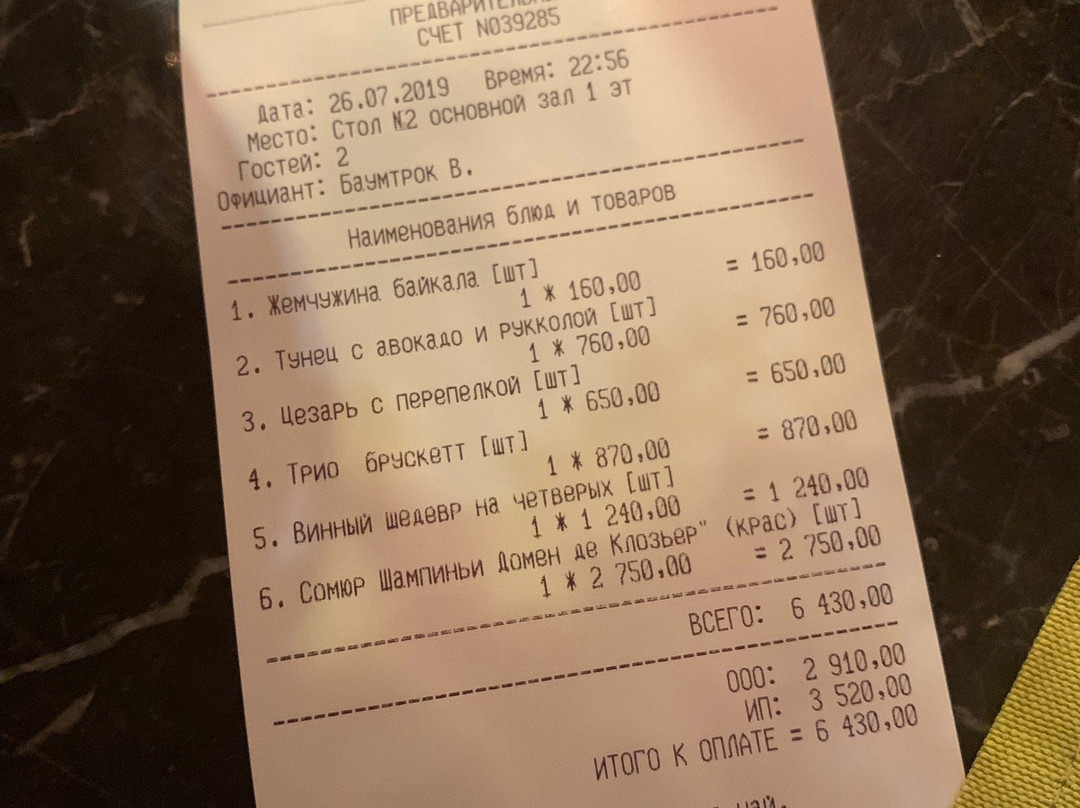 СЧЕТ N039285
Дата: 26.07.2019 Время: 22:56
Место: Стол №2 основной зал 1 эт
Гостей: 2
Официант: Баумтрок В.
Наименования блюд и товаров
1. Жемчужина байкала [шт]
1 * 160,00 = 160,00
2. Тунец с авокадо и рукколой [шт]
1 * 760,00 = 760,00
3. Цезарь с перепелкой [шт]
1 * 650,00 = 650,00
4. Трио брускетт [шт]
1 * 870,00 = 870,00
5. Винный шедевр на четверых [шт]
1 * 1 240,00 = 1 240,00
6. Сомюр Шампиньи Домен де Клозьер" (крас) [шт]
1 * 2 750,00 = 2 750,00
ВСЕГО: 6 430,00
ООО: 2 910,00
ИП: 3 520,00
ИТОГО К ОПЛАТЕ = 6 430,00